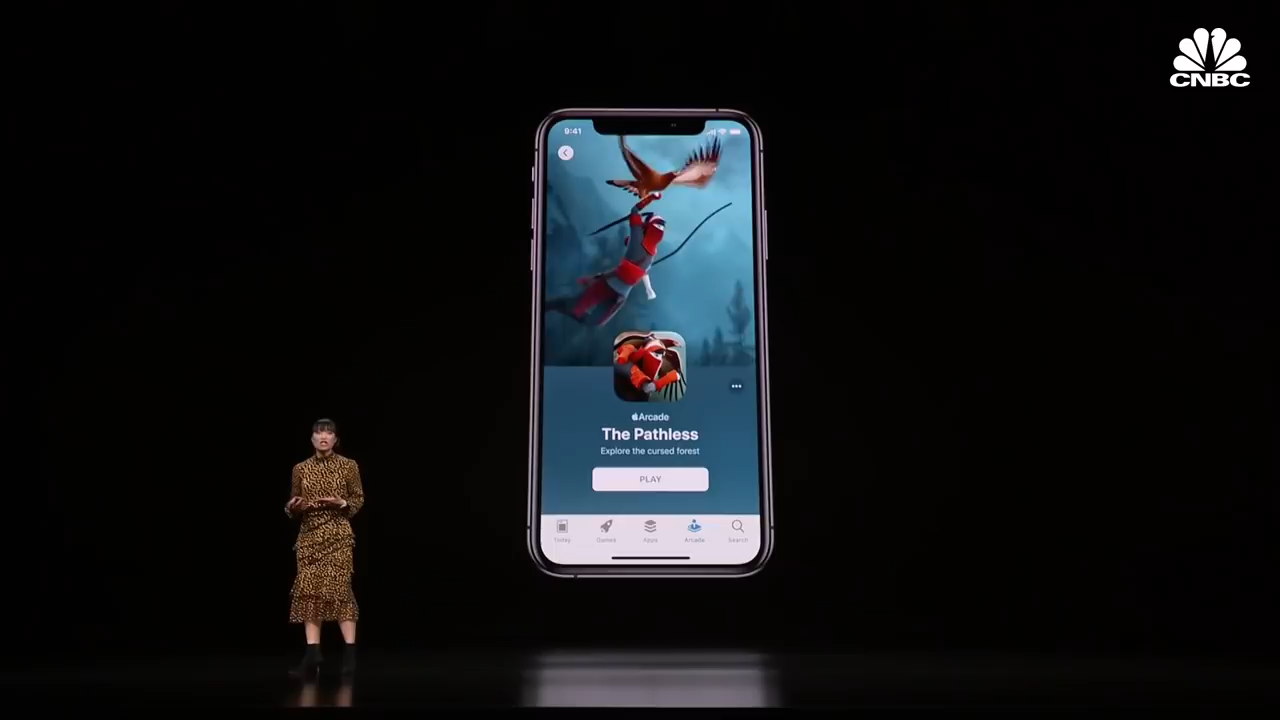 CNBC
9:41
Arcade
The Pathless
Explore the cursed forest
PLAY
Today Games Apps Arcade Search